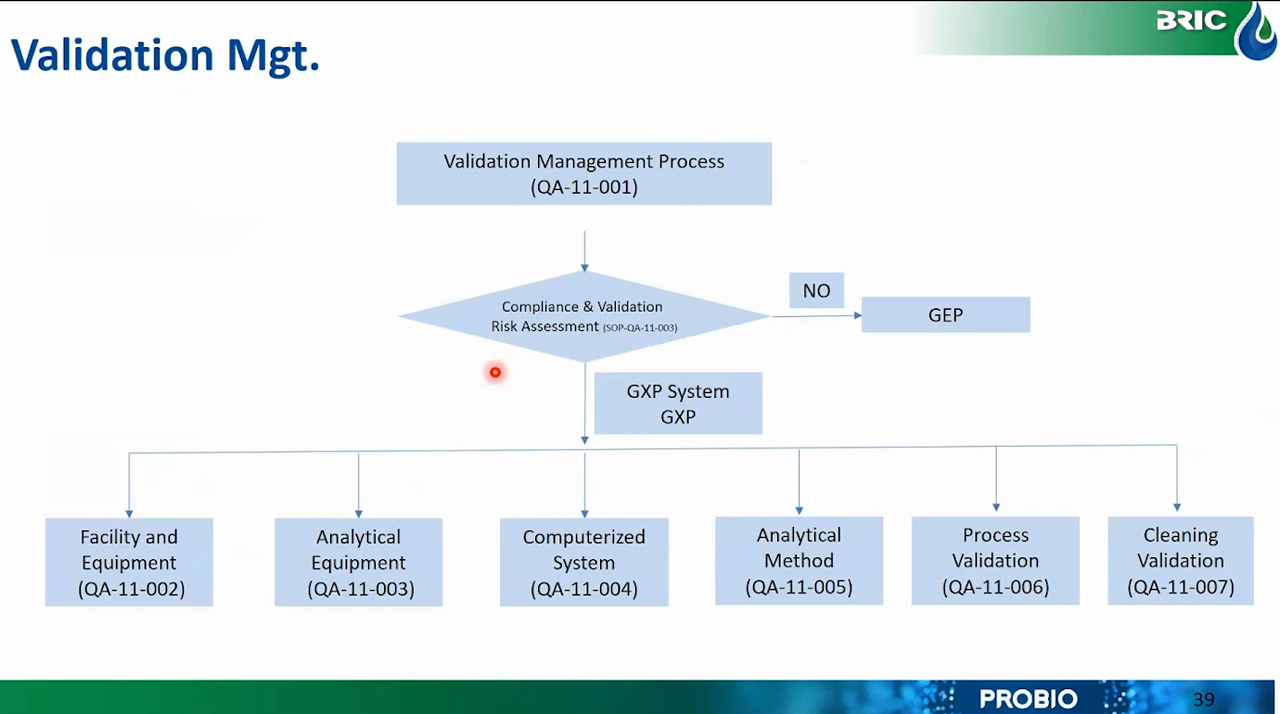 BRIC
Validation Mgt.
Validation Management Process
(QA-11-001)
Compliance & Validation
Risk Assessment (SOP-QA-11-003)
NO
GEP
GXP System
GXP
Facility and
Equipment
(QA-11-002)
Analytical
Equipment
(QA-11-003)
Computerized
System
(QA-11-004)
Analytical
Method
(QA-11-005)
Process
Validation
(QA-11-006)
Cleaning
Validation
(QA-11-007)
PROBIO
39